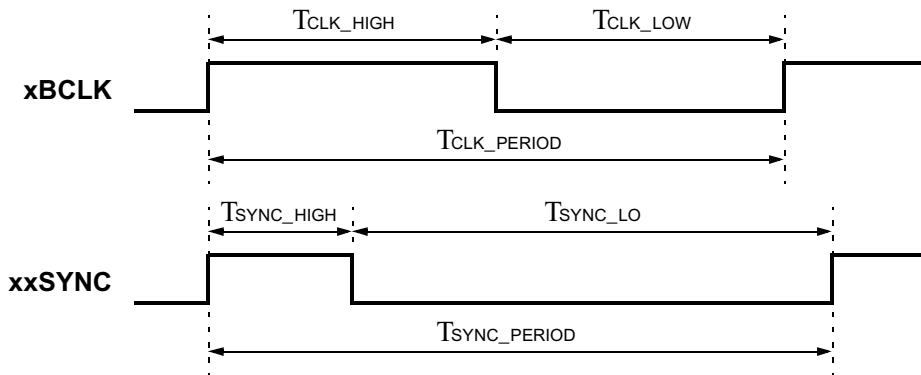 TCLK_HIGH TCLK_LOW
xBCLK
TCLK_PERIOD
TSYNC_HIGH TSYNC_LO
xxSYNC
TSYNC_PERIOD